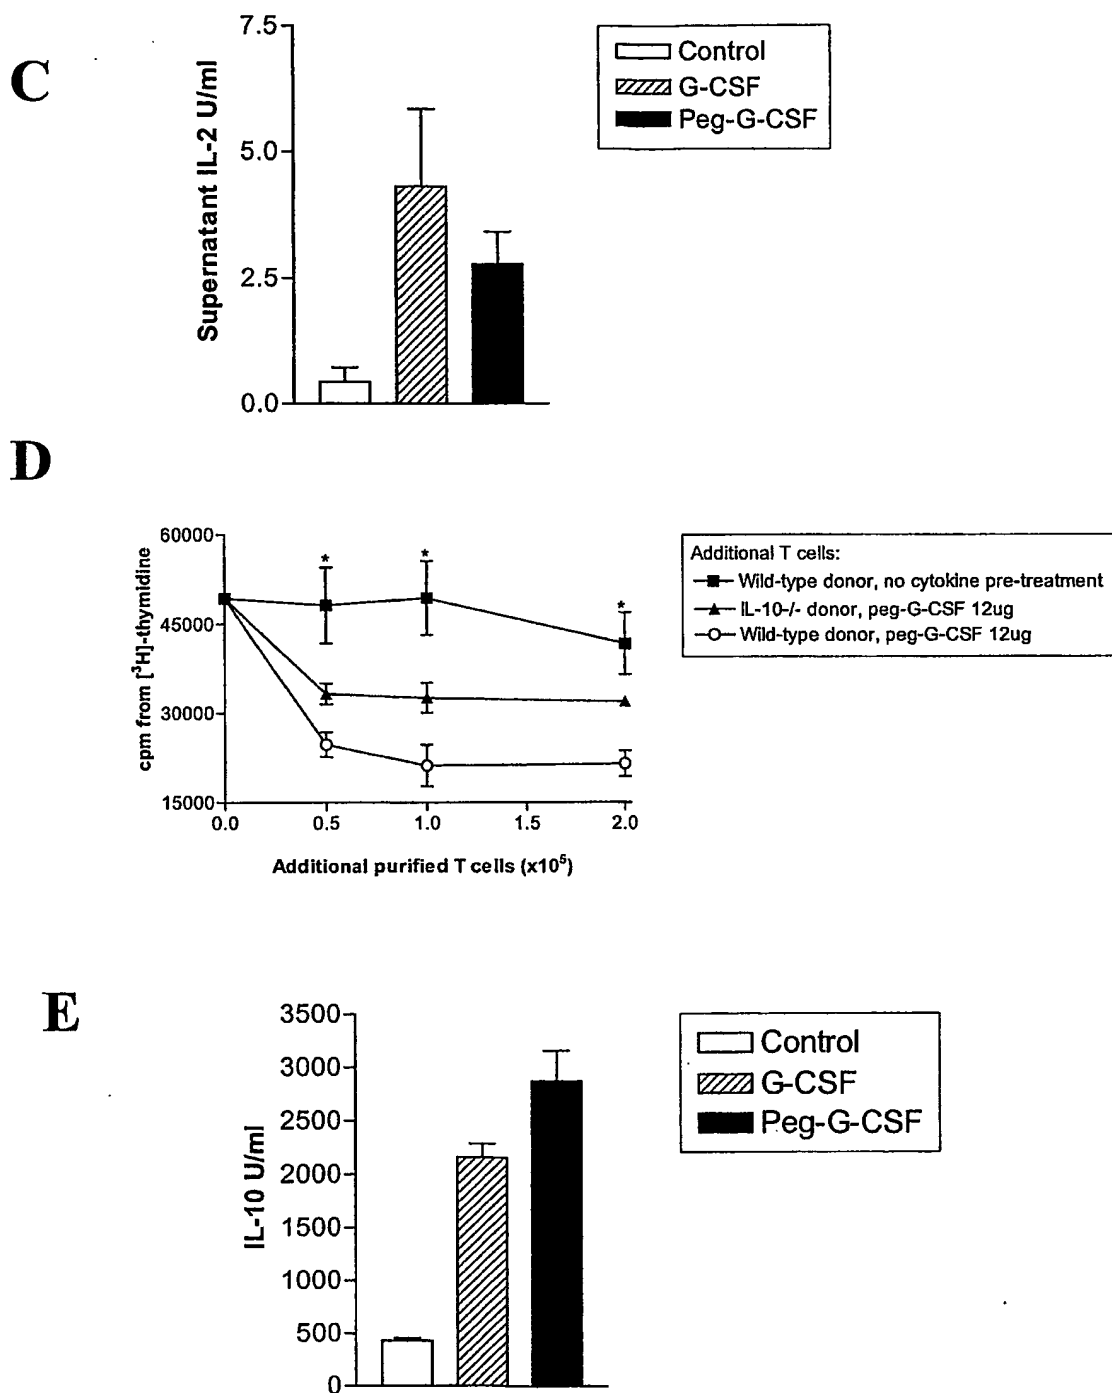 C
Supernatant IL-2 U/ml
7.5
5.0
2.5
0.0
Control
G-CSF
Peg-G-CSF
D
cpm from [³H]-thymidine
60000
45000
30000
15000
* * *
0.0 0.5 1.0 1.5 2.0
Additional purified T cells (x10⁵)
Additional T cells:
Wild-type donor, no cytokine pre-treatment
IL-10-/- donor, peg-G-CSF 12ug
Wild-type donor, peg-G-CSF 12ug
E
IL-10 U/ml
3500
3000
2500
2000
1500
1000
500
0
Control
G-CSF
Peg-G-CSF